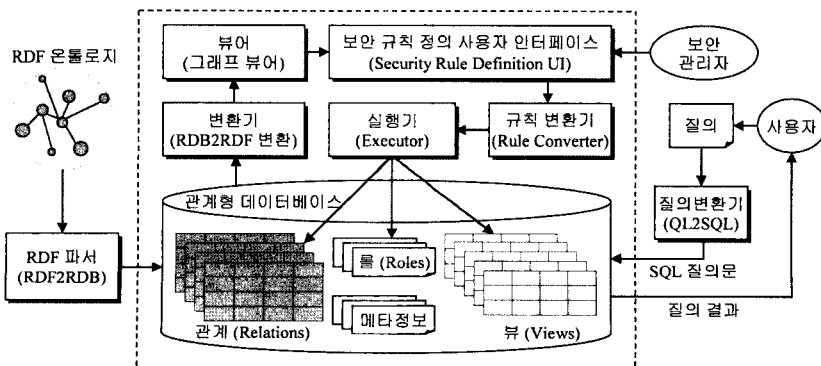 RDF 온톨로지
뷰어
(그래프 뷰어)
보안 규칙 정의 사용자 인터페이스
(Security Rule Definition UI)
보안
관리자
변환기
(RDB2RDF 변환)
실행기
(Executor)
규칙 변환기
(Rule Converter)
질의
사용자
관계형 데이터베이스
질의변환기
(QL2SQL)
RDF 파서
(RDF2RDB)
롤 (Roles)
메타정보
SQL 질의문
질의 결과
관계 (Relations)
뷰 (Views)